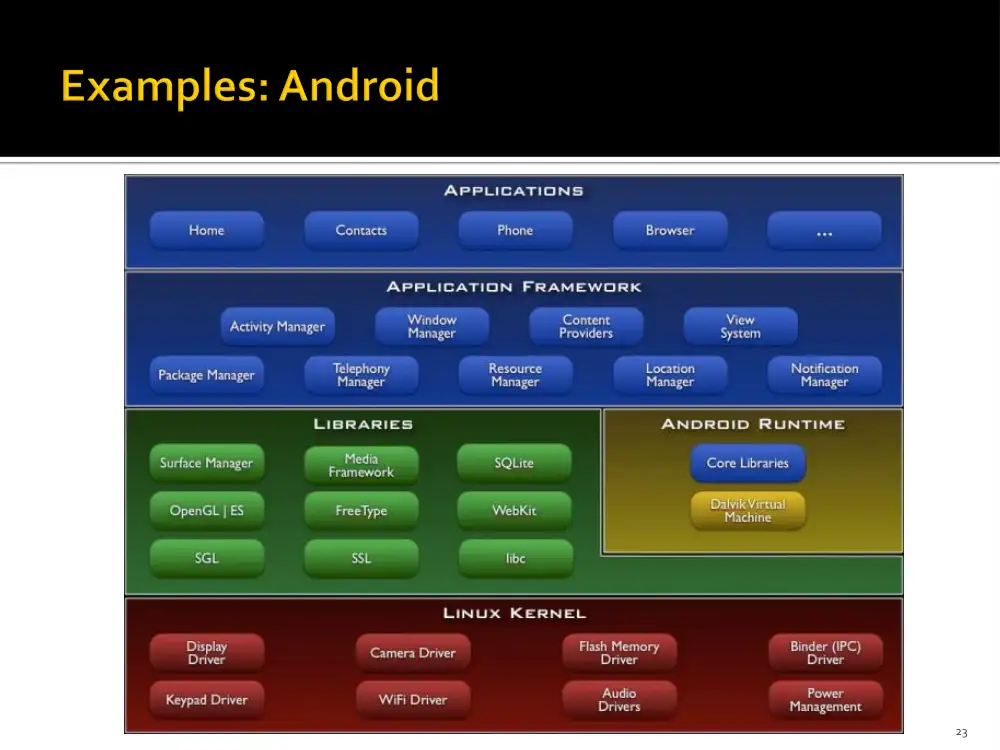 Examples: Android
APPLICATIONS
Home
Contacts
Phone
Browser
...
APPLICATION FRAMEWORK
Activity Manager
Window
Manager
Content
Providers
View
System
Package Manager
Telephony
Manager
Resource
Manager
Location
Manager
Notification
Manager
LIBRARIES
Surface Manager
Media
Framework
SQLite
OpenGL | ES
FreeType
WebKit
SGL
SSL
libc
ANDROID RUNTIME
Core Libraries
Dalvik Virtual
Machine
LINUX KERNEL
Display
Driver
Camera Driver
Flash Memory
Driver
Binder (IPC)
Driver
Keypad Driver
WiFi Driver
Audio
Drivers
Power
Management
23